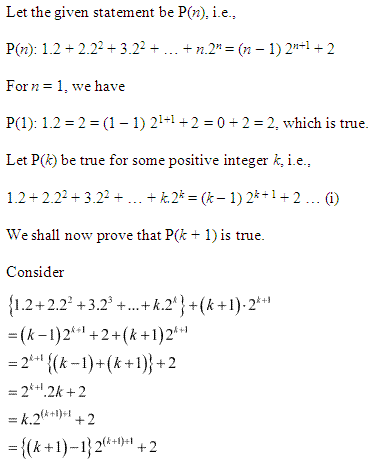 Let the given statement be P(n), i.e.,
P(n): 1.2 + 2.2² + 3.2² + … + n.2ⁿ = (n – 1) 2ⁿ⁺¹ + 2
For n = 1, we have
P(1): 1.2 = 2 = (1 – 1) 2¹⁺¹ + 2 = 0 + 2 = 2, which is true.
Let P(k) be true for some positive integer k, i.e.,
1.2 + 2.2² + 3.2² + … + k.2ᵏ = (k – 1) 2ᵏ ⁺ ¹ + 2 … (i)
We shall now prove that P(k + 1) is true.
Consider
{1.2+2.2²+3.2³+...+k.2ᵏ}+(k+1)·2ᵏ⁺¹
=(k−1)2ᵏ⁺¹+2+(k+1)2ᵏ⁺¹
=2ᵏ⁺¹{(k−1)+(k+1)}+2
=2ᵏ⁺¹.2k+2
=k.2⁽ᵏ⁺¹⁾⁺¹+2
={(k+1)−1}2⁽ᵏ⁺¹⁾⁺¹+2